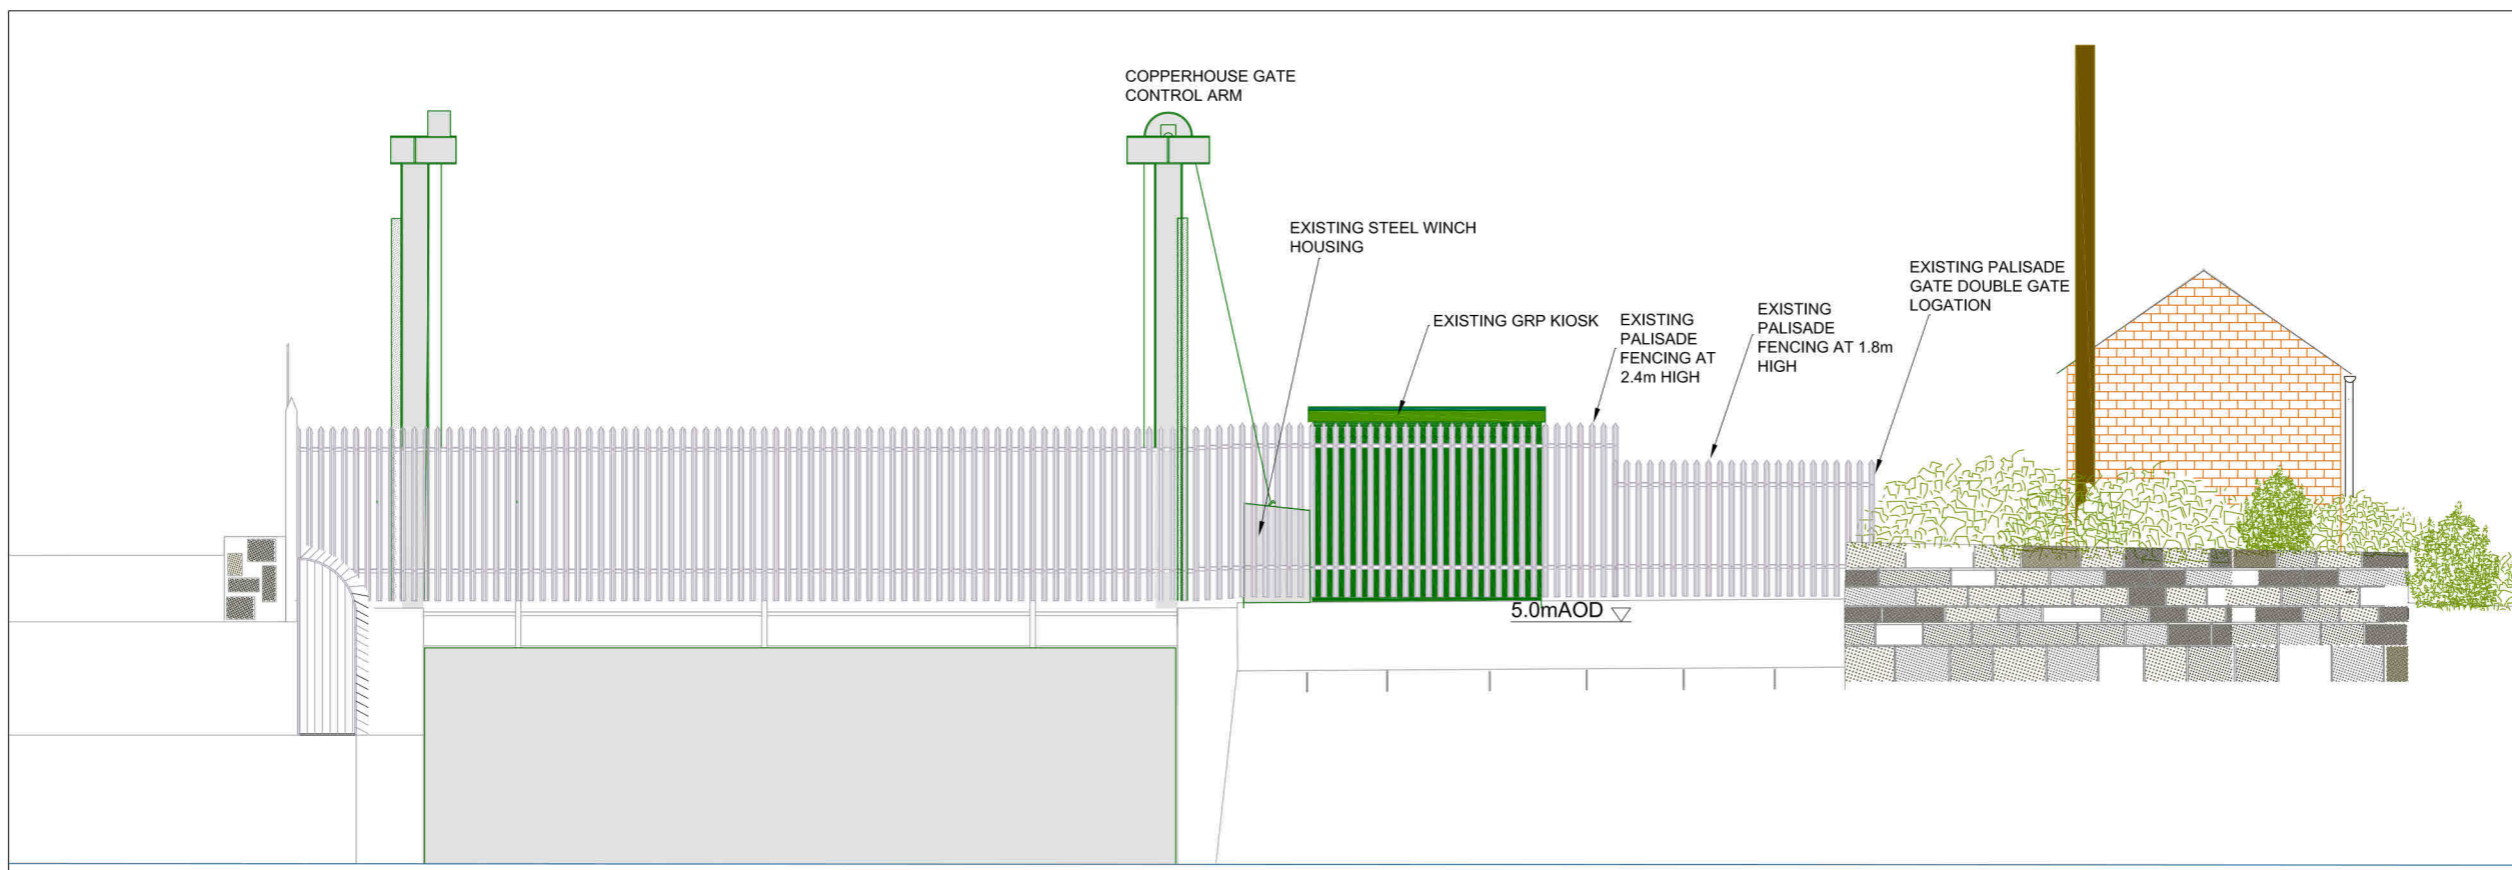 COPPERHOUSE GATE
CONTROL ARM
EXISTING STEEL WINCH
HOUSING
EXISTING GRP KIOSK
EXISTING
PALISADE
FENCING AT
2.4m HIGH
EXISTING
PALISADE
FENCING AT 1.8m
HIGH
EXISTING PALISADE
GATE DOUBLE GATE
LOGATION
5.0mAOD